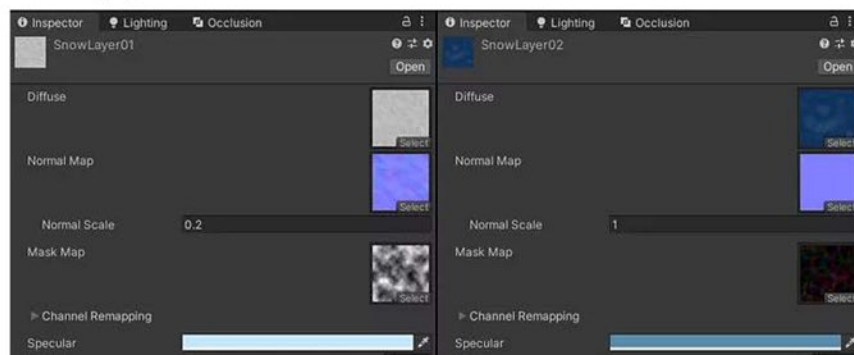 Inspector Lighting Occlusion
SnowLayer01
Open
Diffuse
Select
Normal Map
Select
Normal Scale 0.2
Mask Map
Select
Channel Remapping
Specular
Inspector Lighting Occlusion
SnowLayer02
Open
Diffuse
Select
Normal Map
Select
Normal Scale 1
Mask Map
Select
Channel Remapping
Specular